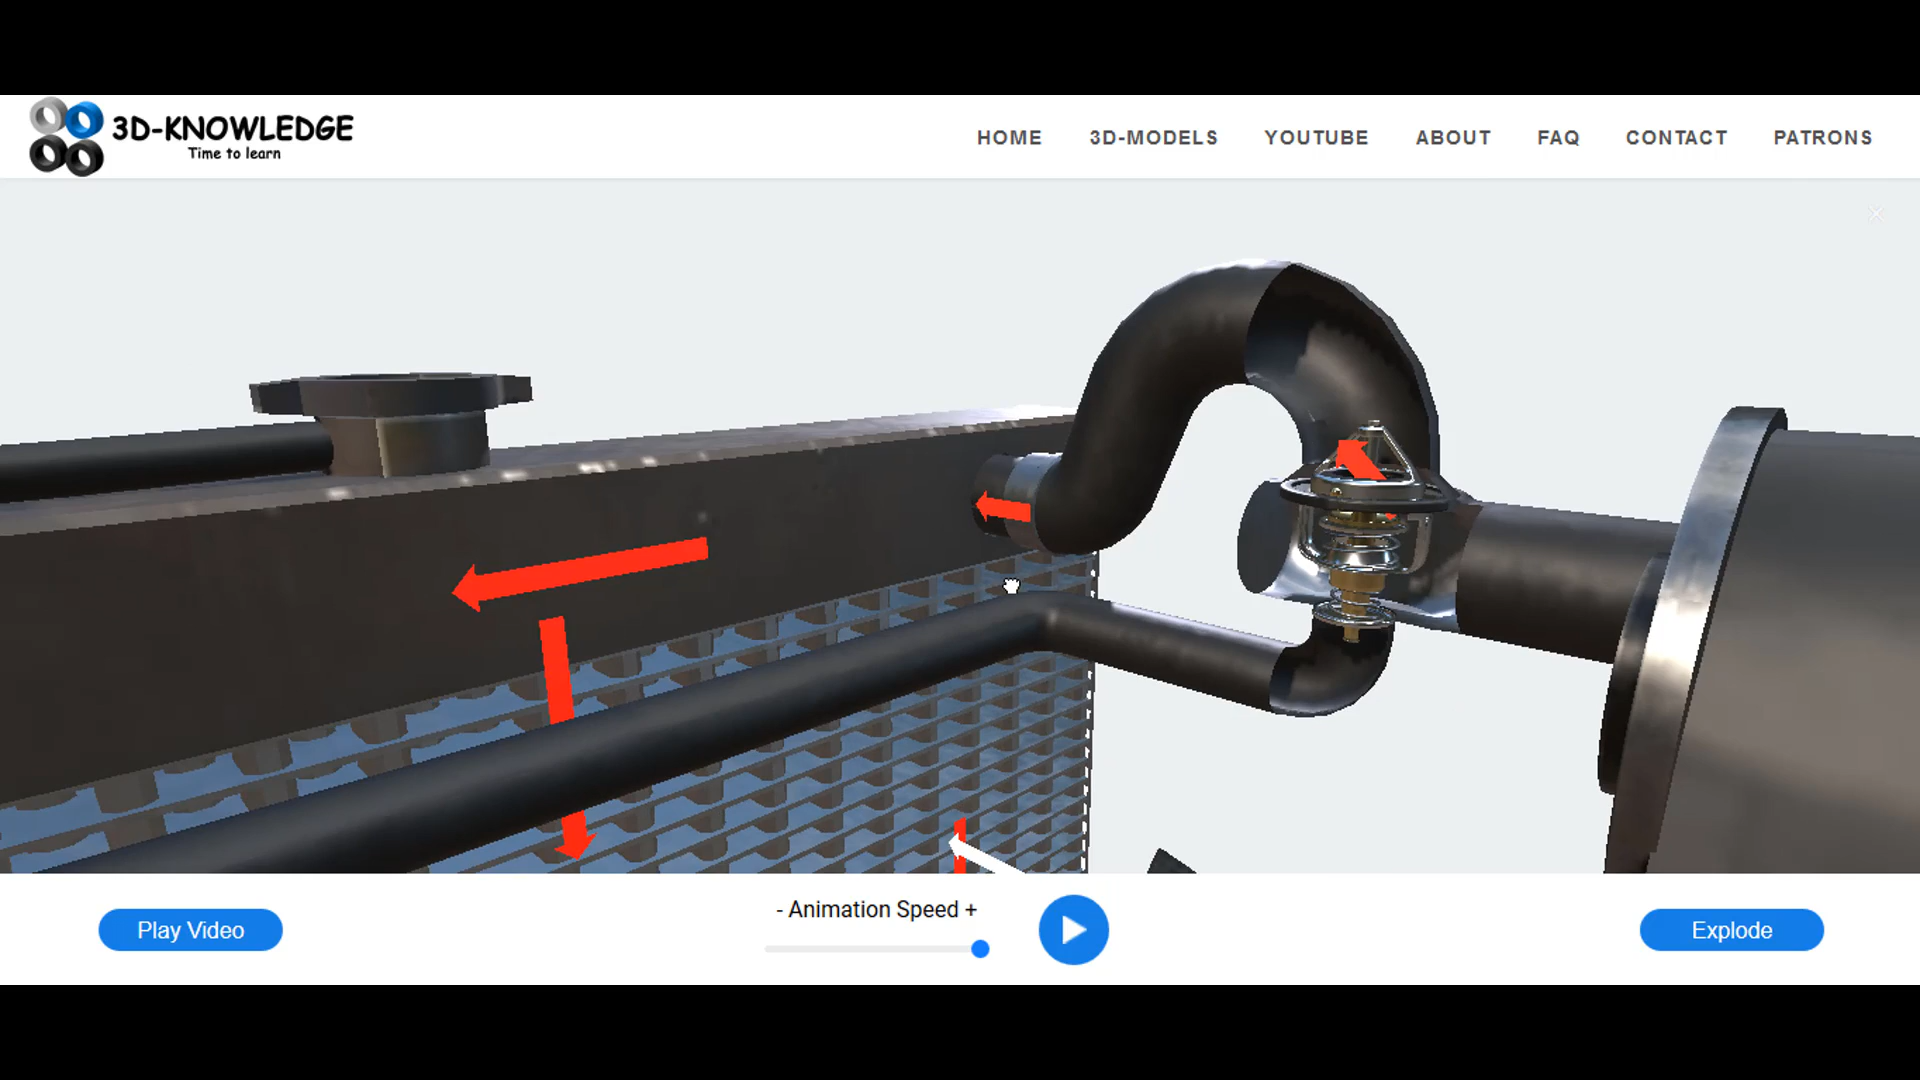 3D-KNOWLEDGE
Time to learn
HOME 3D-MODELS YOUTUBE ABOUT FAQ CONTACT PATRONS
Play Video
- Animation Speed +
Explode